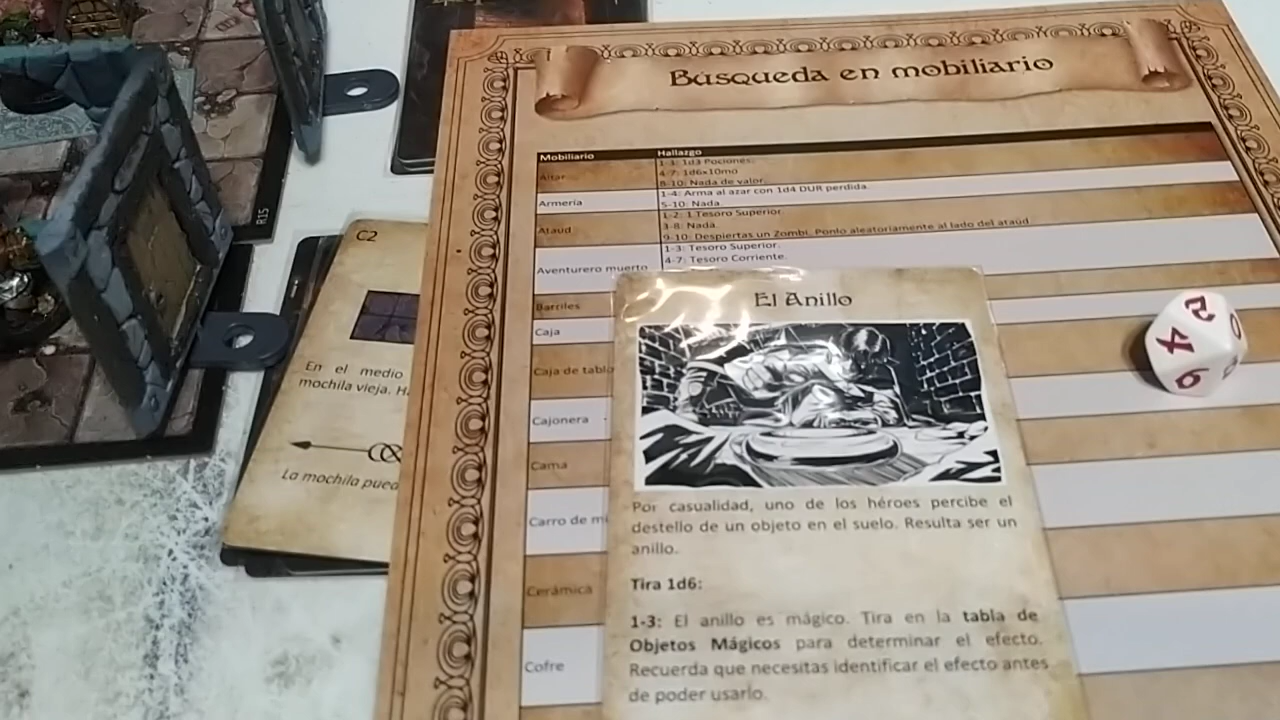 Búsqueda en mobiliario
Mobiliario Hallazgo
Altar 1-3: 1d3 Pociones.
4-7: 1d6x10mo
8-10: Nada de valor.
Armería 1-4: Arma al azar con 1d4 DUR perdida.
5-10: Nada
Ataúd 1-2: 1 Tesoro Superior.
3-8: Nada.
9-10: Despiertas un Zombi. Ponlo aleatoriamente al lado del ataúd.
Aventurero muerto 1-3: Tesoro Superior.
4-7: Tesoro Corriente.
Barriles
Caja
Caja de tabla
Cajonera
Cama
Carro de mi
Cerámica
Cofre
El Anillo
Por casualidad, uno de los héroes percibe el
destello de un objeto en el suelo. Resulta ser un
anillo.
Tira 1d6:
1-3: El anillo es mágico. Tira en la tabla de
Objetos Mágicos para determinar el efecto.
Recuerda que necesitas identificar el efecto antes
de poder usarlo.
C2
En el medio
mochila vieja. Ha
La mochila pued
R15
5
4
6